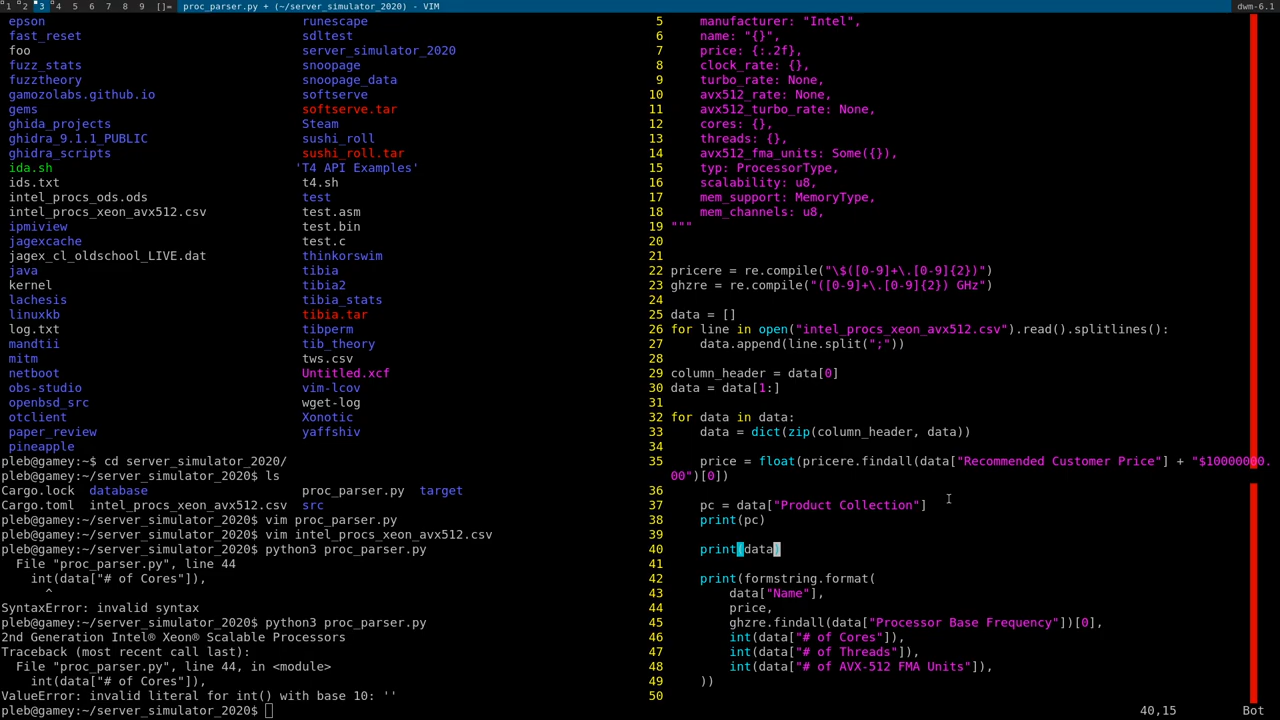 1 2 3 4 5 6 7 8 9 []= proc_parser.py + (~/server_simulator_2020) - VIM dwm-6.1
epson runescape
fast_reset sdltest
foo server_simulator_2020
fuzz_stats snoopage
fuzztheory snoopage_data
gamozolabs.github.io softserve
gems softserve.tar
ghida_projects Steam
ghidra_9.1.1_PUBLIC sushi_roll
ghidra_scripts sushi_roll.tar
ida.sh 'T4 API Examples'
ids.txt t4.sh
intel_procs_ods.ods test
intel_procs_xeon_avx512.csv test.asm
ipmiview test.bin
jagexcache test.c
jagex_cl_oldschool_LIVE.dat thinkorswim
java tibia
kernel tibia2
lachesis tibia_stats
linuxkb tibia.tar
log.txt tibperm
mandtii tib_theory
mitm tws.csv
netboot Untitled.xcf
obs-studio vim-lcov
openbsd_src wget-log
otclient Xonotic
paper_review yaffshiv
pineapple
pleb@gamey:~$ cd server_simulator_2020/
pleb@gamey:~/server_simulator_2020$ ls
Cargo.lock database proc_parser.py target
Cargo.toml intel_procs_xeon_avx512.csv src
pleb@gamey:~/server_simulator_2020$ vim proc_parser.py
pleb@gamey:~/server_simulator_2020$ vim intel_procs_xeon_avx512.csv
pleb@gamey:~/server_simulator_2020$ python3 proc_parser.py
File "proc_parser.py", line 44
int(data["# of Cores"]),
^
SyntaxError: invalid syntax
pleb@gamey:~/server_simulator_2020$ python3 proc_parser.py
2nd Generation Intel® Xeon® Scalable Processors
Traceback (most recent call last):
File "proc_parser.py", line 44, in <module>
int(data["# of Cores"]),
ValueError: invalid literal for int() with base 10: ''
pleb@gamey:~/server_simulator_2020$
5 manufacturer: "Intel",
6 name: "{}",
7 price: {:.2f},
8 clock_rate: {},
9 turbo_rate: None,
10 avx512_rate: None,
11 avx512_turbo_rate: None,
12 cores: {},
13 threads: {},
14 avx512_fma_units: Some({}),
15 typ: ProcessorType,
16 scalability: u8,
17 mem_support: MemoryType,
18 mem_channels: u8,
19 """
20
21
22 pricere = re.compile("\$([0-9]+\.[0-9]{2})")
23 ghzre = re.compile("([0-9]+\.[0-9]{2}) GHz")
24
25 data = []
26 for line in open("intel_procs_xeon_avx512.csv").read().splitlines():
27 data.append(line.split(";"))
28
29 column_header = data[0]
30 data = data[1:]
31
32 for data in data:
33 data = dict(zip(column_header, data))
34
35 price = float(pricere.findall(data["Recommended Customer Price"] + "$10000000.
00")[0])
36
37 pc = data["Product Collection"]
38 print(pc)
39
40 print(data)
41
42 print(formstring.format(
43 data["Name"],
44 price,
45 ghzre.findall(data["Processor Base Frequency"])[0],
46 int(data["# of Cores"]),
47 int(data["# of Threads"]),
48 int(data["# of AVX-512 FMA Units"]),
49 ))
50
40,15 Bot